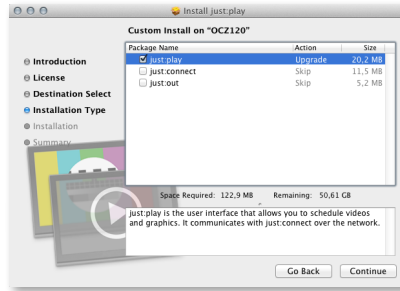 Install just:play
Custom Install on "OCZ120"
Introduction
License
Destination Select
Installation Type
Installation
Summary
Package Name Action Size
just:play Upgrade 20,2 MB
just:connect Skip 11,5 MB
just:out Skip 5,2 MB
Space Required: 122,9 MB Remaining: 50,61 GB
just:play is the user interface that allows you to schedule videos
and graphics. It communicates with just:connect over the network.
Go Back Continue